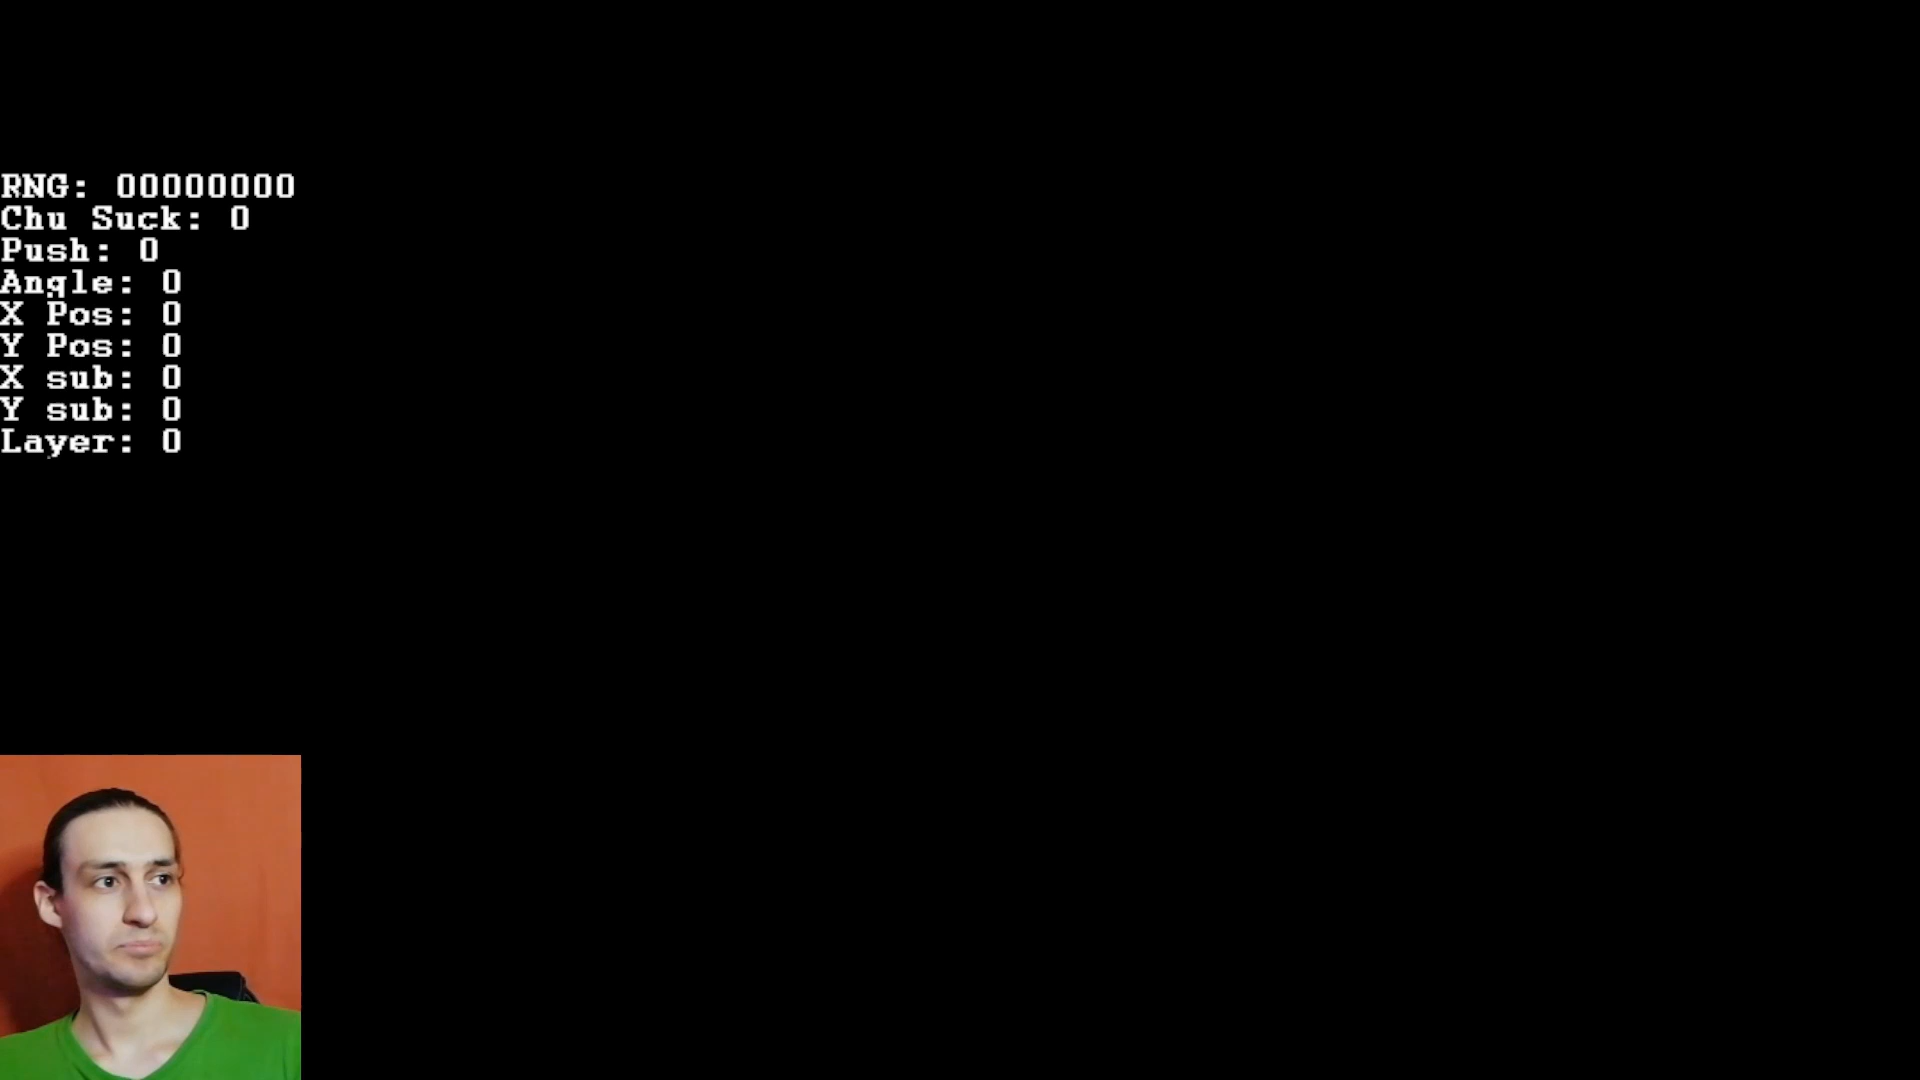 RNG: 00000000
Chu Suck: 0
Push: 0
Angle: 0
X Pos: 0
Y Pos: 0
X sub: 0
Y sub: 0
Layer: 0